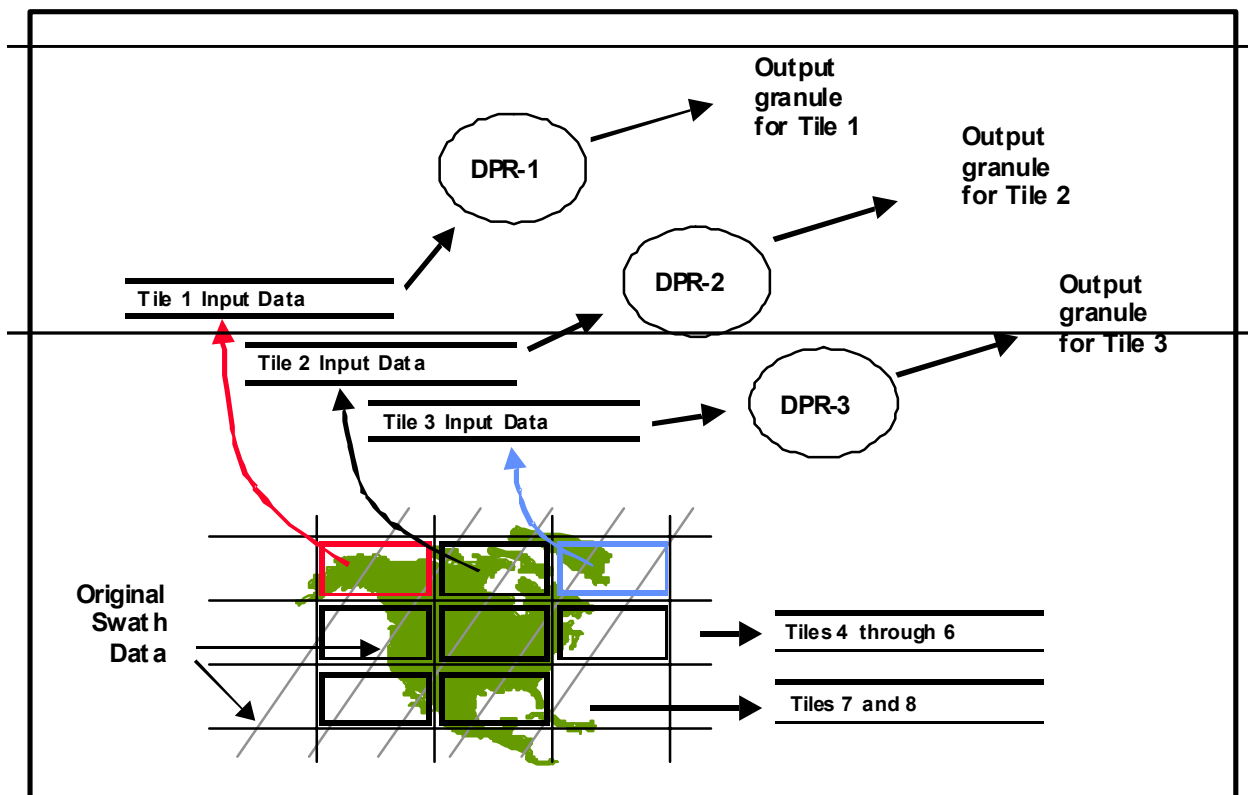 Output
granule
for Tile 1
DPR-1
Output
granule
for Tile 2
DPR-2
Tile 1 Input Data
Output
granule
for Tile 3
Tile 2 Input Data
DPR-3
Tile 3 Input Data
Original
Swath
Data
Tiles 4 through 6
Tiles 7 and 8